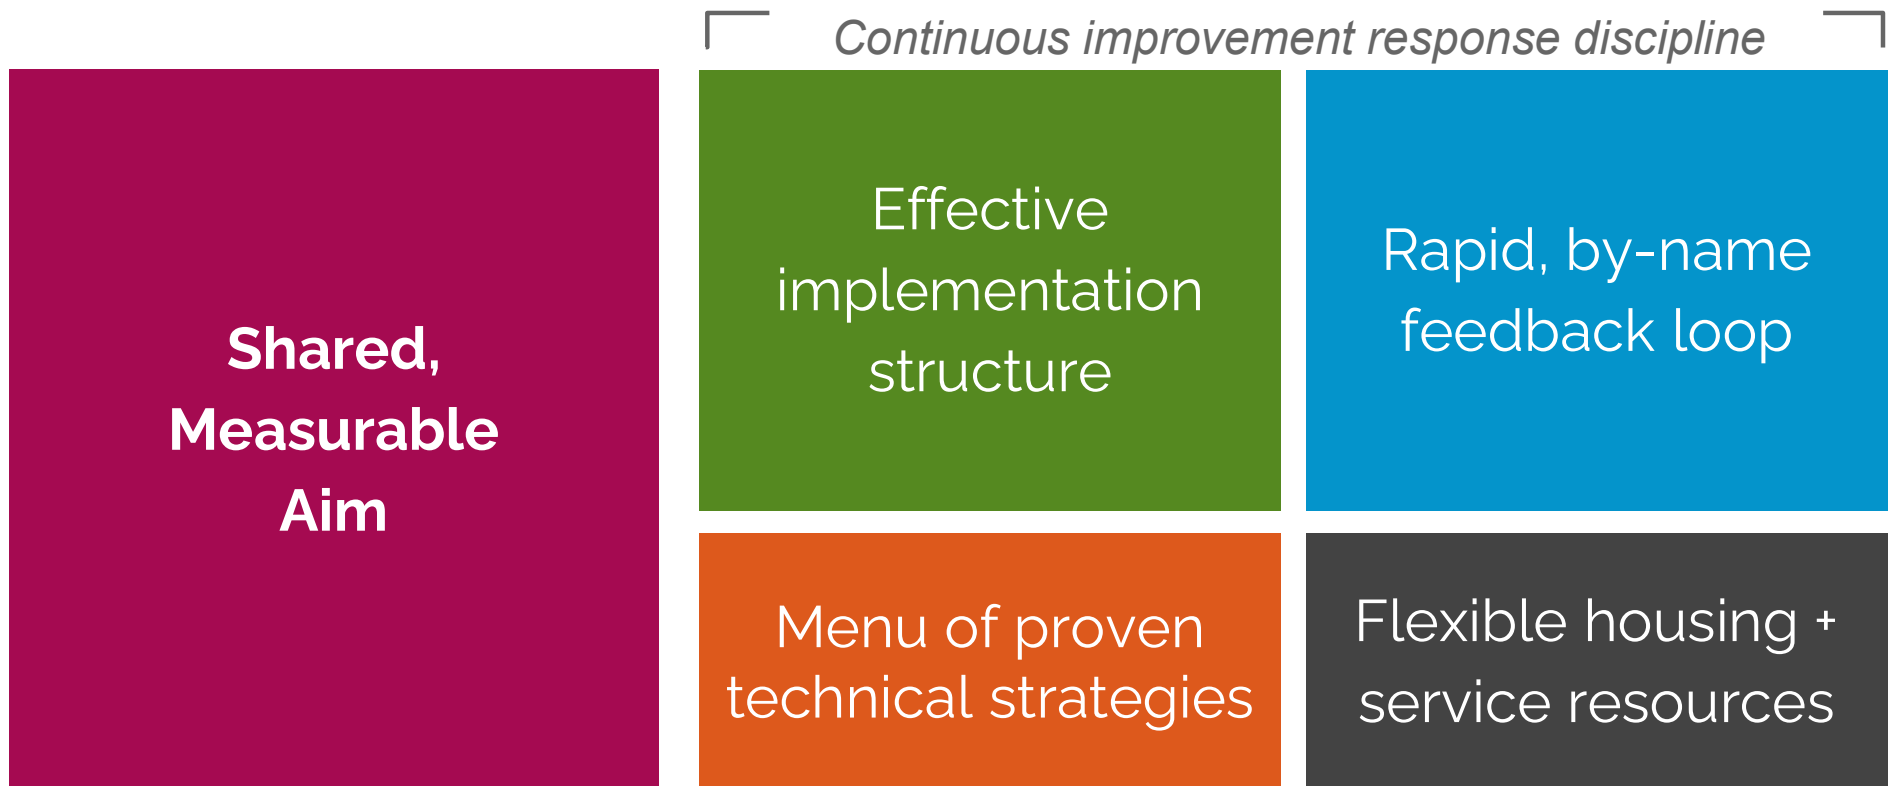 Continuous improvement response discipline
Shared,
Measurable
Aim
Effective
implementation
structure
Rapid, by-name
feedback loop
Menu of proven
technical strategies
Flexible housing +
service resources